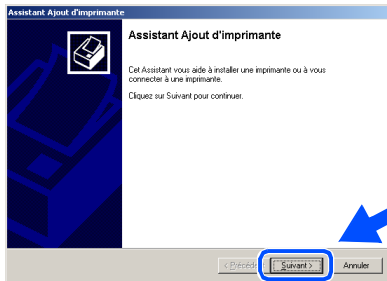 Assistant Ajout d'imprimante
Assistant Ajout d'imprimante
Cet Assistant vous aide à installer une imprimante ou à vous
connecter à une imprimante.
Cliquez sur Suivant pour continuer.
Suivant > Annuler